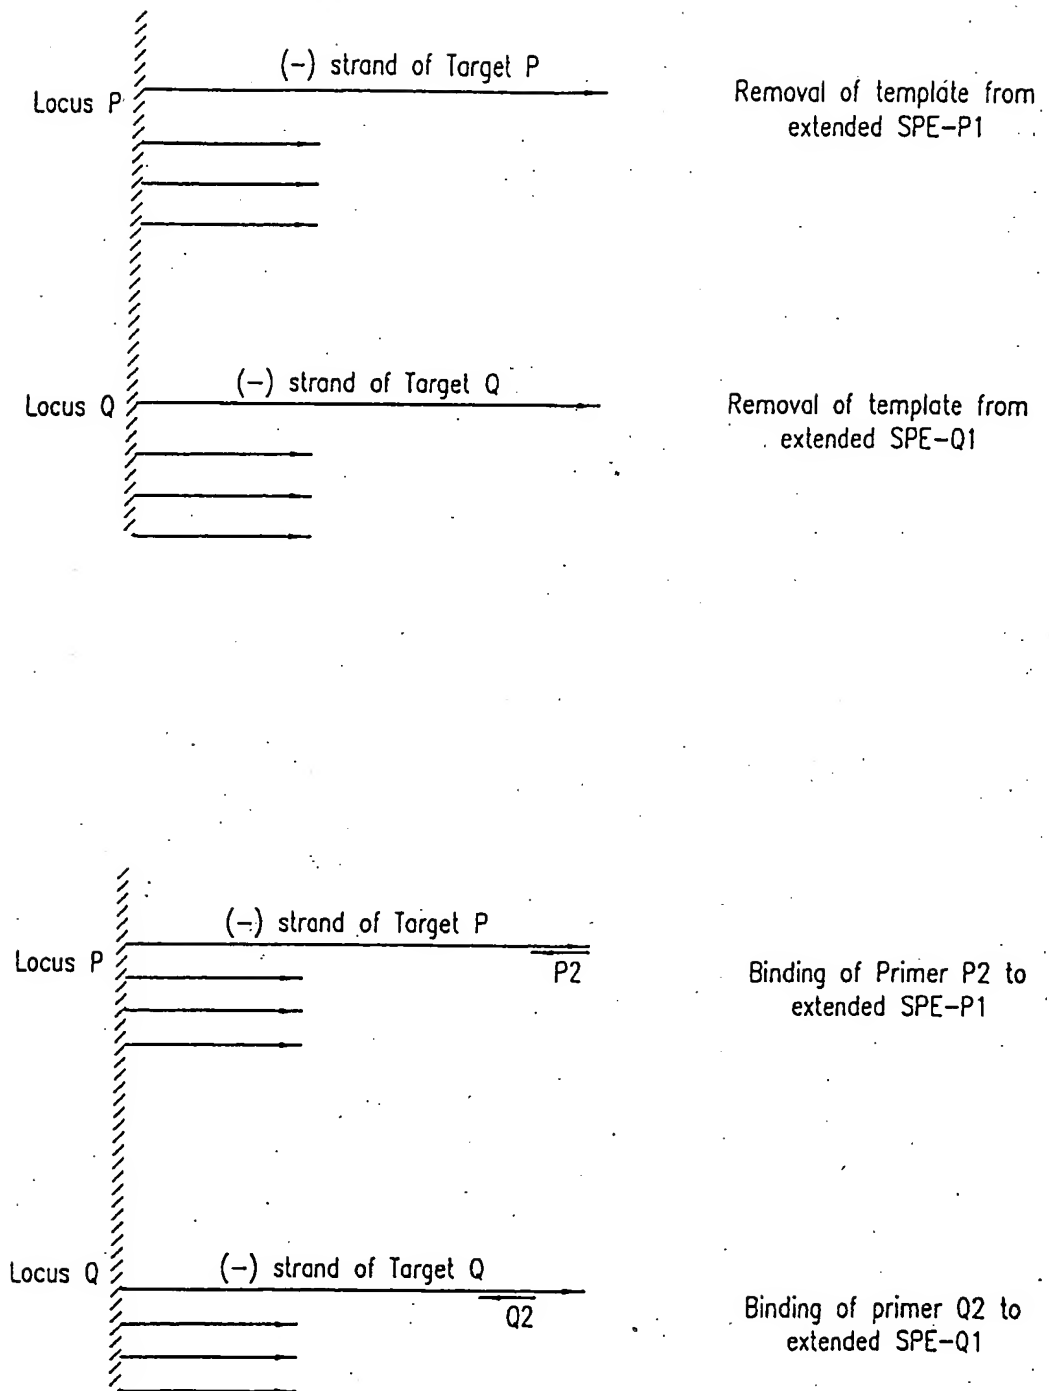 (-) strand of Target P
Locus P
Removal of template from
extended SPE-P1
(-) strand of Target Q
Locus Q
Removal of template from
extended SPE-Q1
(-) strand of Target P
Locus P
P2
Binding of Primer P2 to
extended SPE-P1
(-) strand of Target Q
Locus Q
Q2
Binding of primer Q2 to
extended SPE-Q1